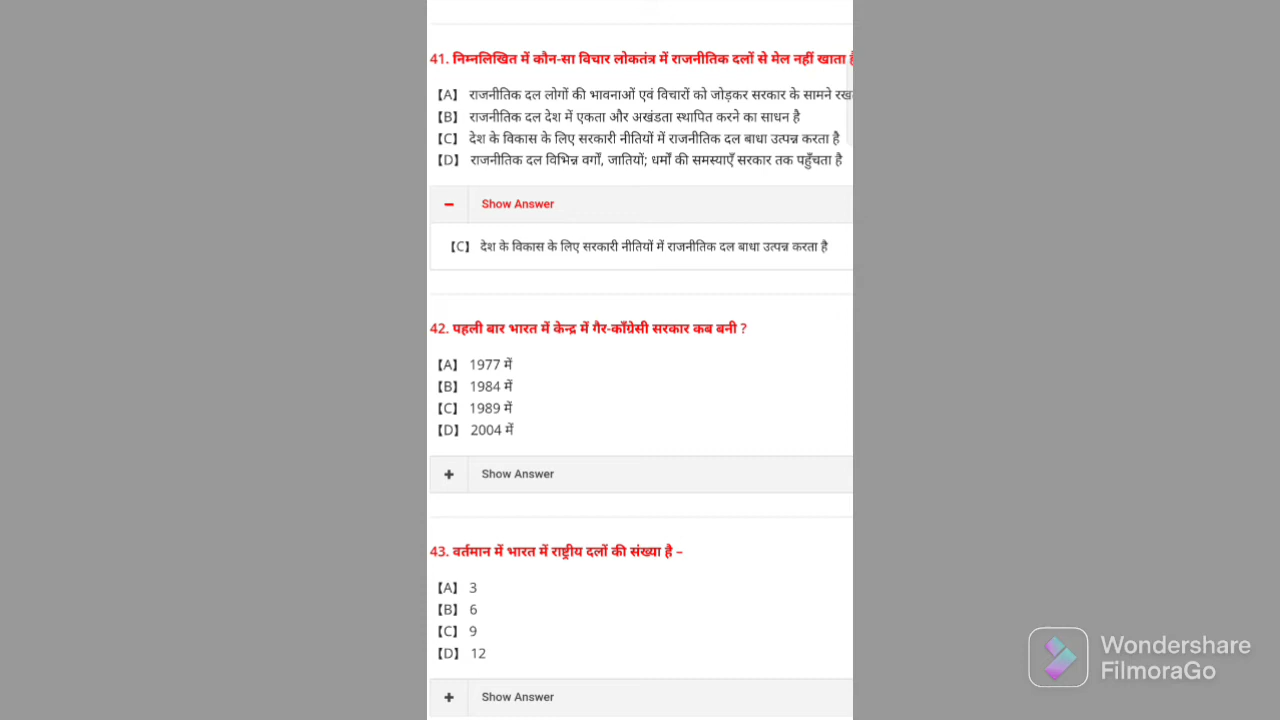 41. निम्नलिखित में कौन-सा विचार लोकतंत्र में राजनीतिक दलों से मेल नहीं खाता
【A】 राजनीतिक दल लोगों की भावनाओं एवं विचारों को जोड़कर सरकार के सामने
【B】 राजनीतिक दल देश में एकता और अखंडता स्थापित करने का साधन है
【C】 देश के विकास के लिए सरकारी नीतियों में राजनीतिक दल बाधा उत्पन्न करता है
【D】 राजनीतिक दल विभिन्न वर्गों, जातियों; धर्मों की समस्याएँ सरकार तक पहुँचता है
− Show Answer
【C】 देश के विकास के लिए सरकारी नीतियों में राजनीतिक दल बाधा उत्पन्न करता है
42. पहली बार भारत में केन्द्र में गैर-काँग्रेसी सरकार कब बनी ?
【A】 1977 में
【B】 1984 में
【C】 1989 में
【D】 2004 में
+ Show Answer
43. वर्तमान में भारत में राष्ट्रीय दलों की संख्या है –
【A】 3
【B】 6
【C】 9
【D】 12
+ Show Answer
Wondershare
FilmoraGo